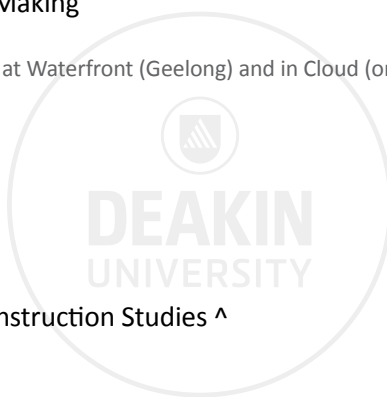 Making
at Waterfront (Geelong) and in Cloud (or
DEAKIN
UNIVERSITY
nstruction Studies ^